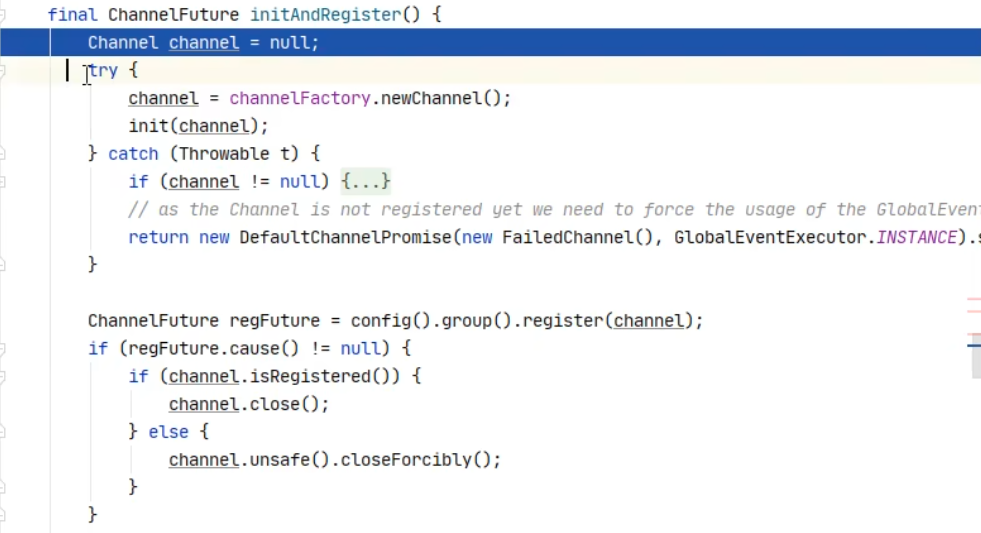 final ChannelFuture initAndRegister() {
Channel channel = null;
try {
channel = channelFactory.newChannel();
init(channel);
} catch (Throwable t) {
if (channel != null) {...}
// as the Channel is not registered yet we need to force the usage of the GlobalEven
return new DefaultChannelPromise(new FailedChannel(), GlobalEventExecutor.INSTANCE).s
}
ChannelFuture regFuture = config().group().register(channel);
if (regFuture.cause() != null) {
if (channel.isRegistered()) {
channel.close();
} else {
channel.unsafe().closeForcibly();
}
}